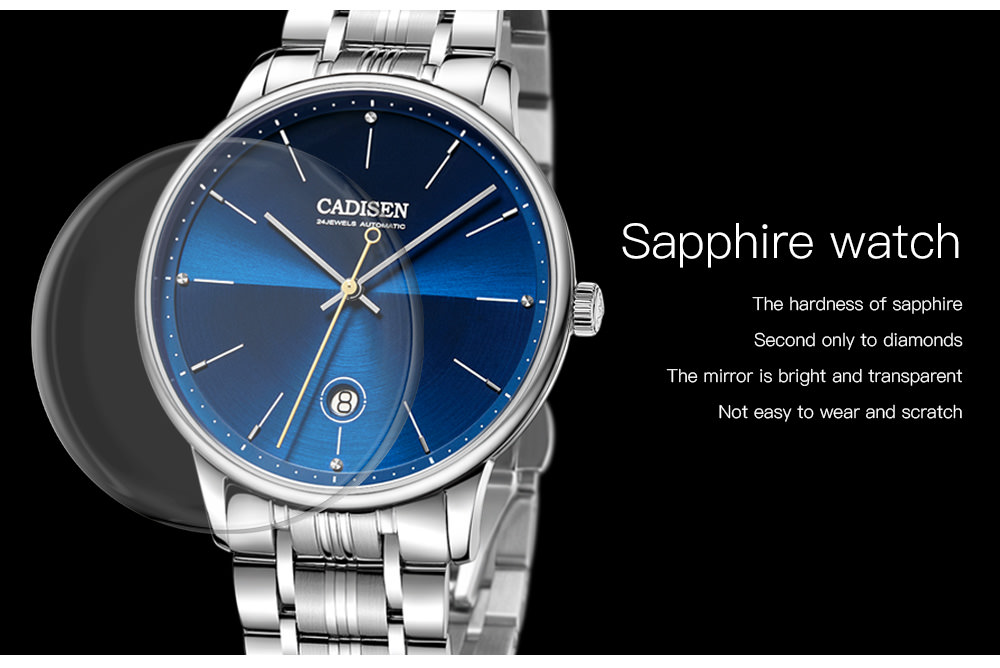 CADISEN
24JEWELS AUTOMATIC
8
Sapphire watch
The hardness of sapphire
Second only to diamonds
The mirror is bright and transparent
Not easy to wear and scratch